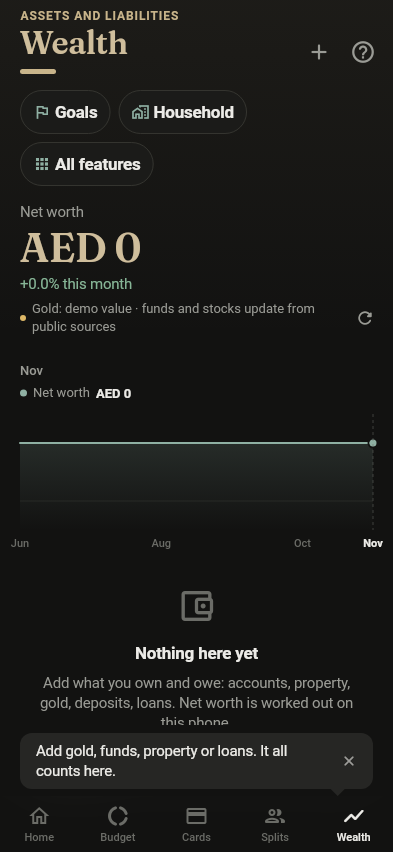 ASSETS AND LIABILITIES
Wealth
Goals
Household
All features
Net worth
AED 0
+0.0% this month
Gold: demo value · funds and stocks update from
public sources
Nov
Net worth AED 0
Jun Aug Oct Nov
Nothing here yet
Add what you own and owe: accounts, property,
gold, deposits, loans. Net worth is worked out on
this phone
Add gold, funds, property or loans. It all
counts here.
Home Budget Cards Splits Wealth